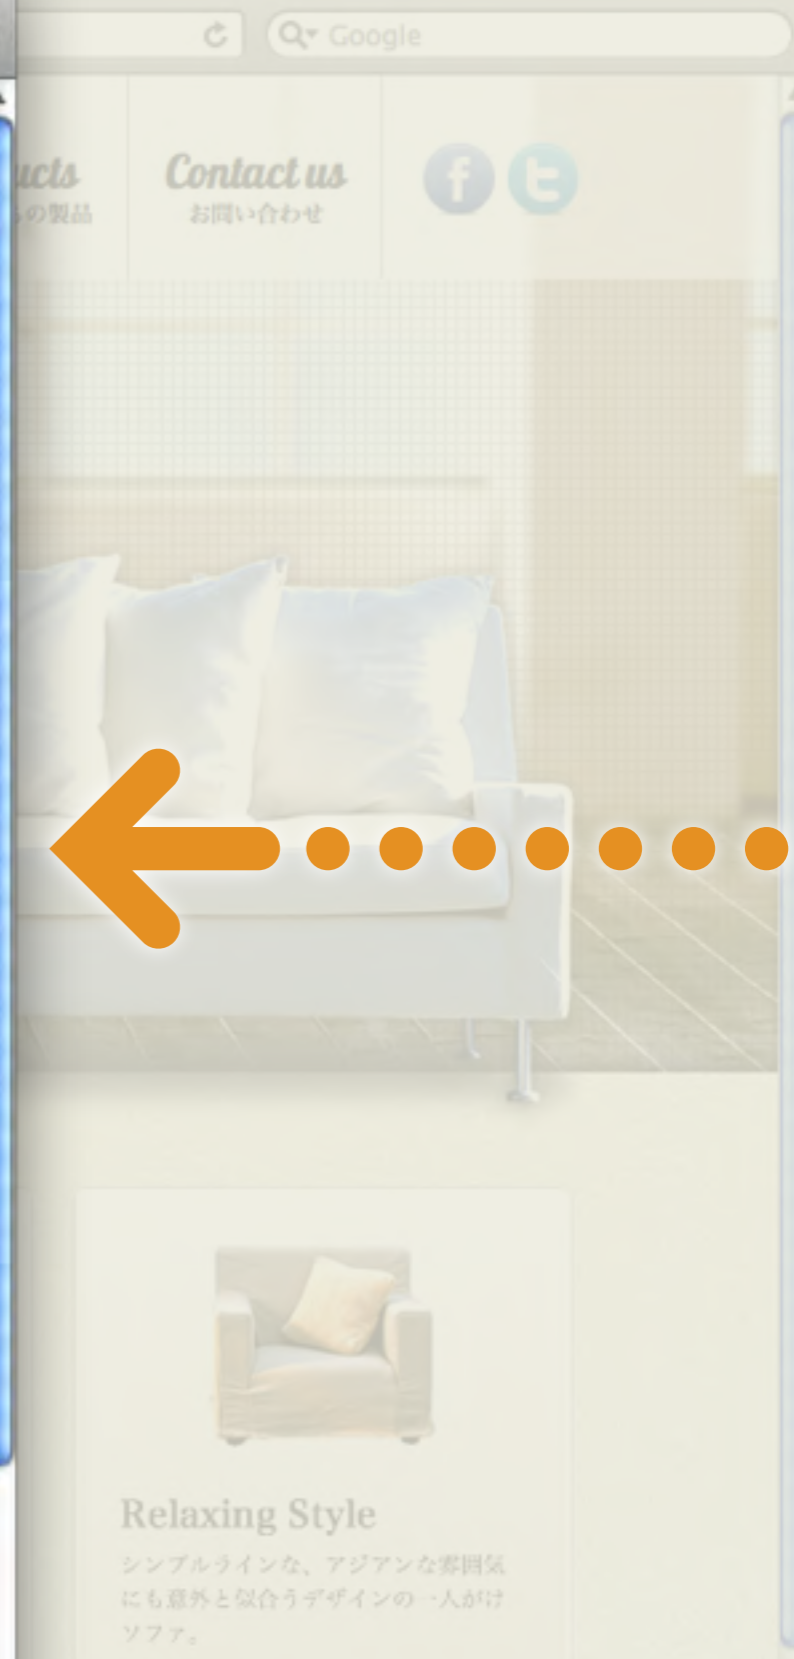 Google
ucts
Contact us
の製品
お問い合わせ
Relaxing Style
シンプルラインな、アジアンな雰囲気
にも意外と似合うデザインの一人がけ
ソファ。